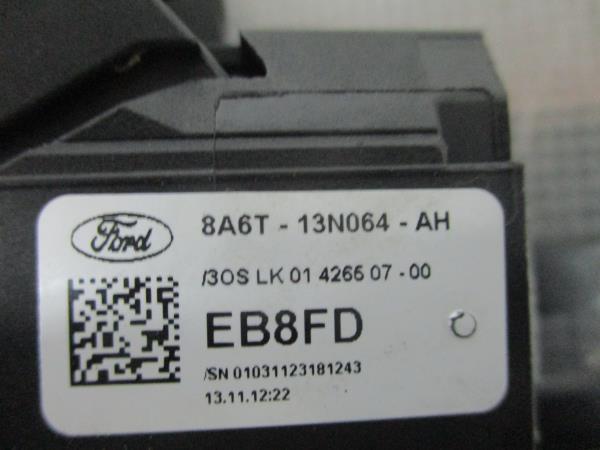 Ford
8A6T - 13N064 - AH
/3OS LK 01 4266 07 - 00
EB8FD
/SN 01031123181243
13.11.12:22